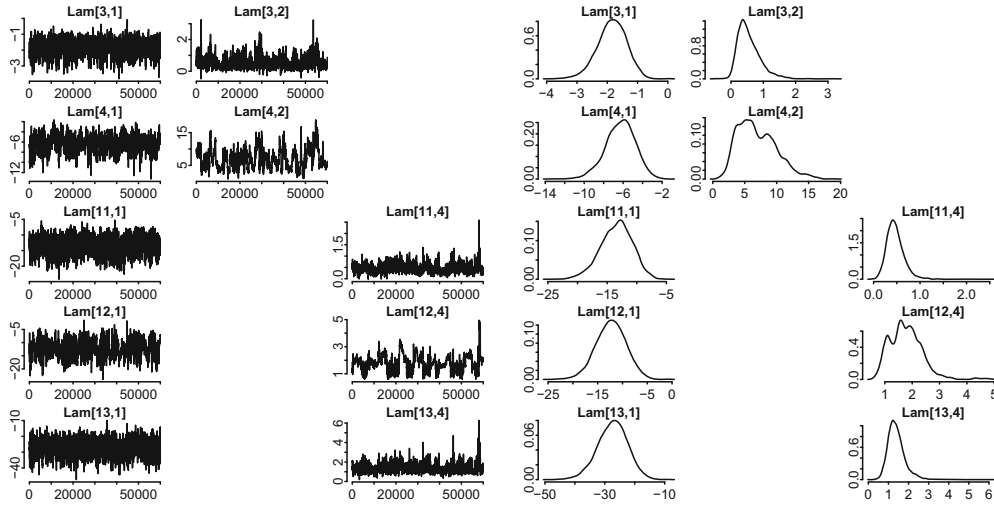 Lam[3,1] Lam[3,2] Lam[3,1] Lam[3,2]
−3 −1 0 2 0.0 0.6 0.0 0.8
0 20000 50000 0 20000 50000 −4 −3 −2 −1 0 0 1 2 3
Lam[4,1] Lam[4,2] Lam[4,1] Lam[4,2]
−12 −6 5 15 0.00 0.20 0.00 0.10
0 20000 50000 0 20000 50000 −14 −10 −6 −2 0 5 10 15 20
Lam[11,1] Lam[11,4] Lam[11,1] Lam[11,4]
−20 −5 0.0 1.5 0.00 0.10 0.0 1.5
0 20000 50000 0 20000 50000 −25 −15 −5 0.0 1.0 2.0
Lam[12,1] Lam[12,4] Lam[12,1] Lam[12,4]
−20 −5 1 3 5 0.00 0.10 0.0 0.4
0 20000 50000 0 20000 50000 −25 −15 −5 0 1 2 3 4 5
Lam[13,1] Lam[13,4] Lam[13,1] Lam[13,4]
−40 −10 0 2 4 6 0.00 0.06 0.0 0.6
0 20000 50000 0 20000 50000 −50 −30 −10 0 1 2 3 4 5 6